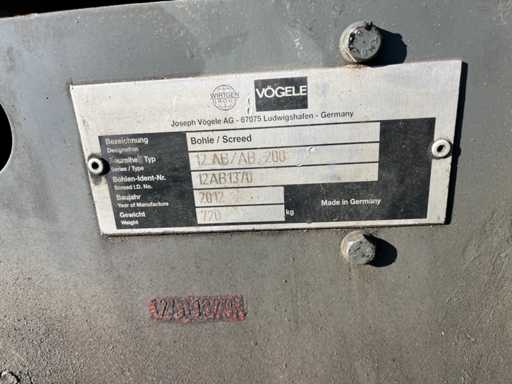 WIRTGEN
GROUP
VÖGELE
Joseph Vögele AG - 67075 Ludwigshafen - Germany
Bezeichnung
Designation
Bohle / Screed
Baureihe/Typ
Series / Type
12 AB/AB 200
Bohlen-Ident-Nr.
Screed I.D. No.
12AB1370
Baujahr
Year of Manufacture
2012
Gewicht
Weight
720 kg
Made in Germany